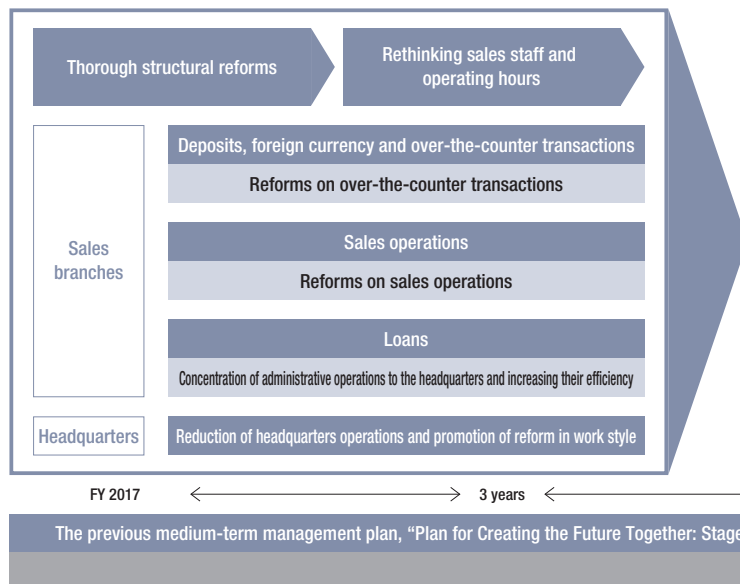 Thorough structural reforms
Rethinking sales staff and
operating hours
Sales
branches
Deposits, foreign currency and over-the-counter transactions
Reforms on over-the-counter transactions
Sales operations
Reforms on sales operations
Loans
Concentration of administrative operations to the headquarters and increasing their efficiency
Headquarters
Reduction of headquarters operations and promotion of reform in work style
FY 2017
3 years
The previous medium-term management plan, “Plan for Creating the Future Together: Stage